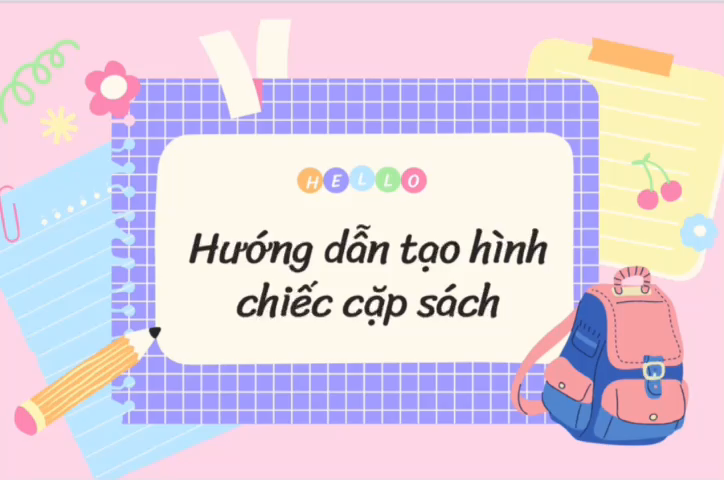 HELLO
Hướng dẫn tạo hình
chiếc cặp sách